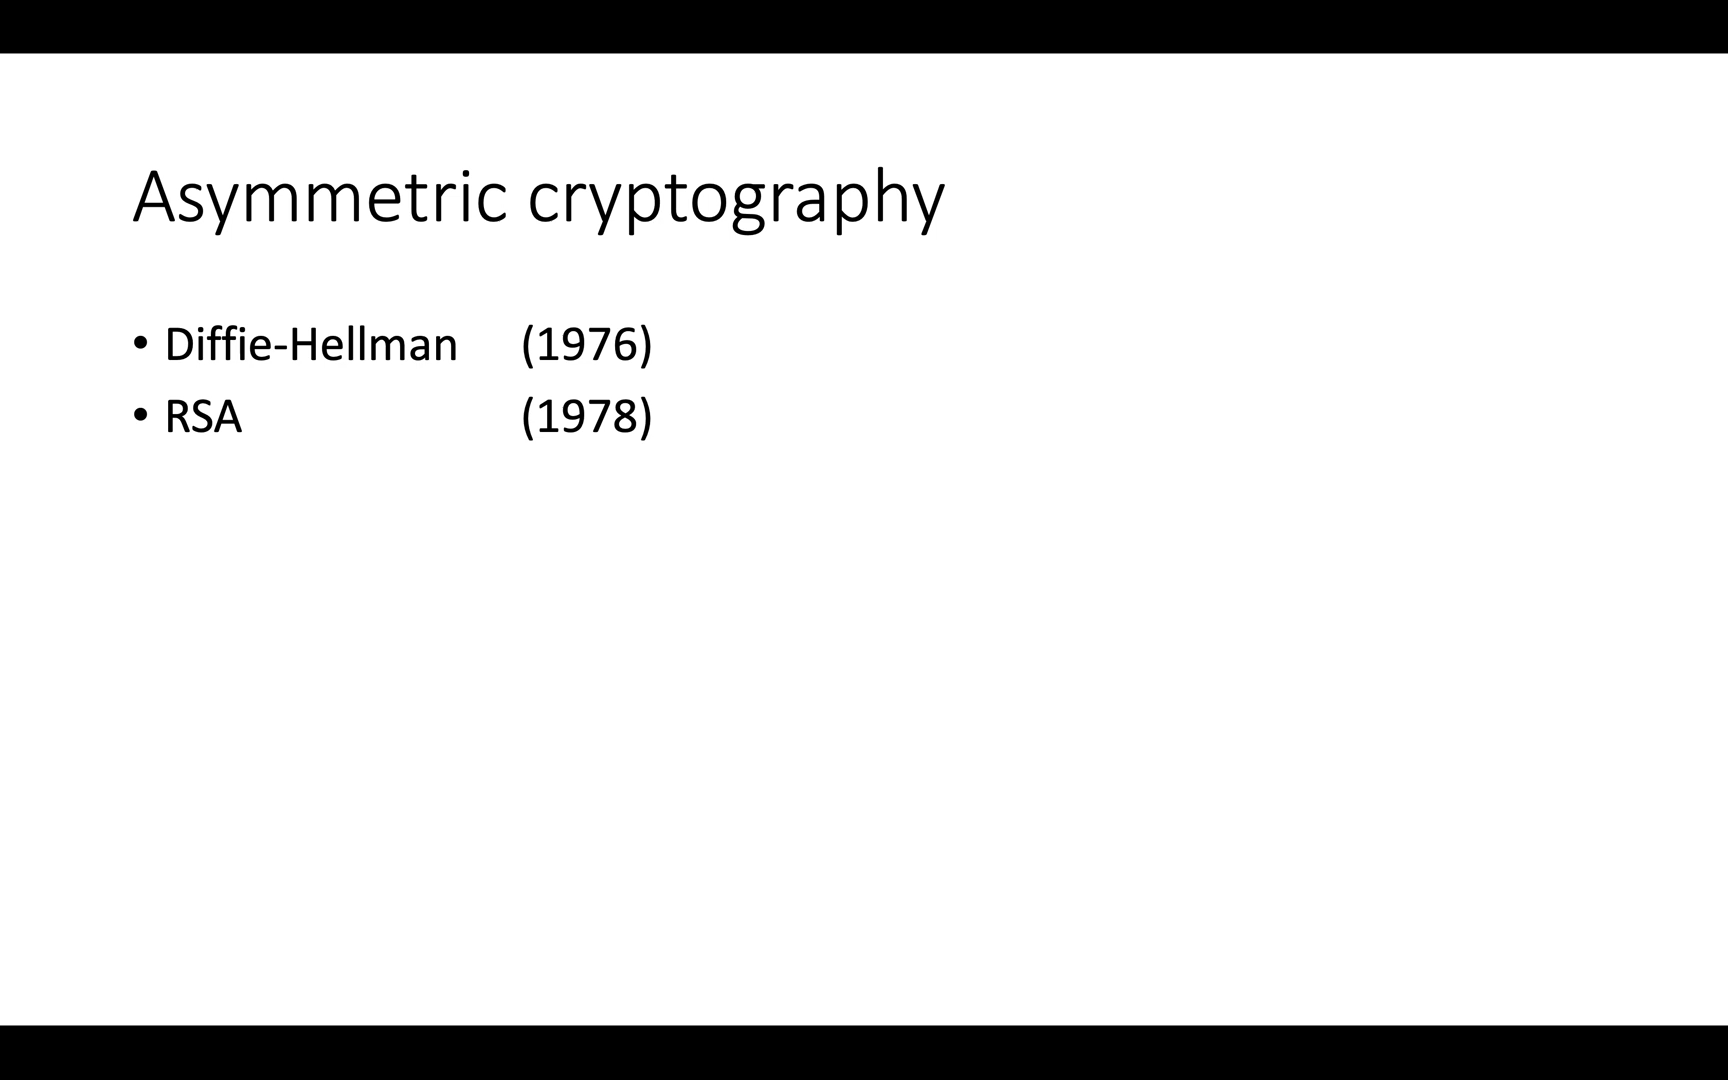 Asymmetric cryptography
• Diffie-Hellman (1976)
• RSA (1978)